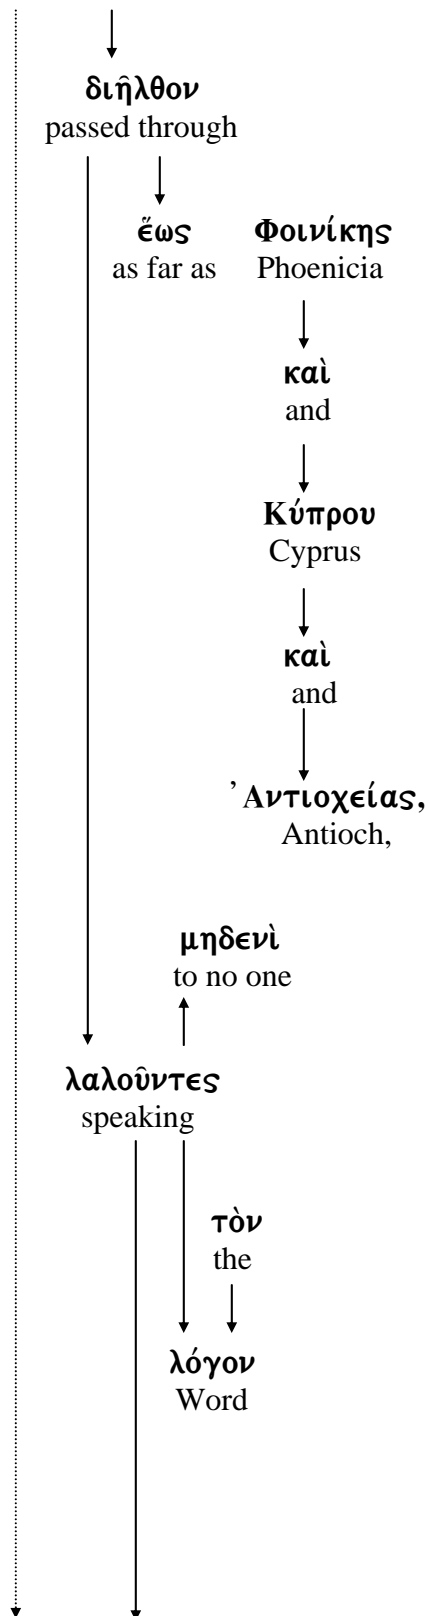 διῆλθον
passed through
ἕως Φοινίκης
as far as Phoenicia
καὶ
and
Κύπρου
Cyprus
καὶ
and
Ἀντιοχείας,
Antioch,
μηδενὶ
to no one
λαλοῦντες
speaking
τὸν
the
λόγον
Word